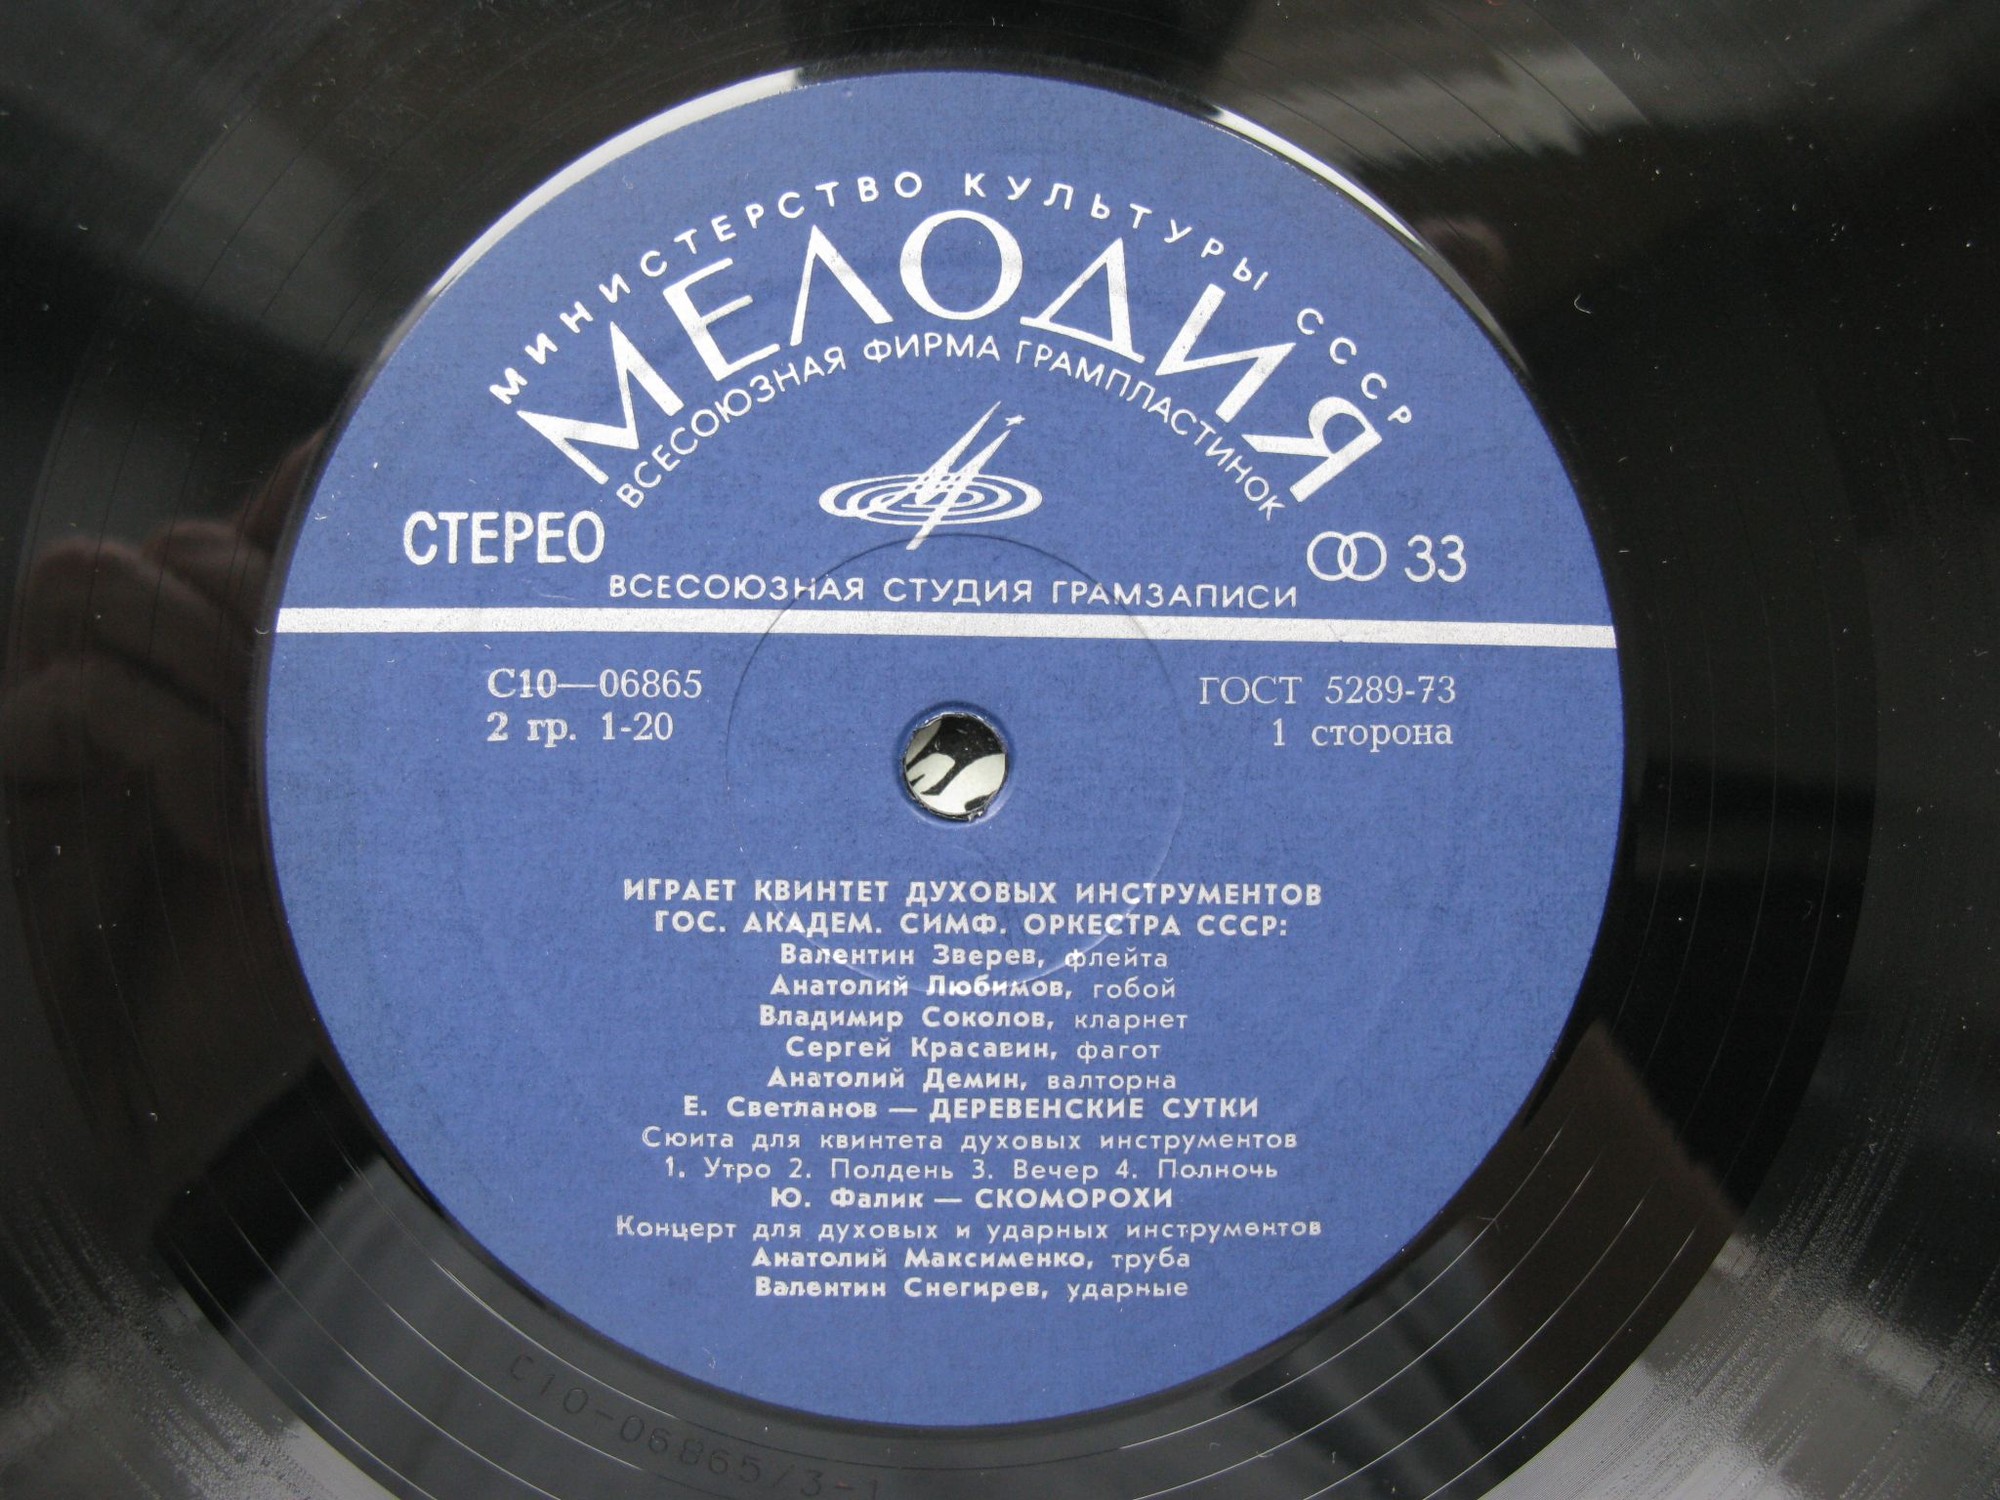 МИНИСТЕРСТВО КУЛЬТУРЫ СССР
МЕЛОДИЯ
ВСЕСОЮЗНАЯ ФИРМА ГРАМПЛАСТИНОК
СТЕРЕО
33
ВСЕСОЮЗНАЯ СТУДИЯ ГРАМЗАПИСИ
С10—06865
ГОСТ 5289-73
2 гр. 1-20
1 сторона
ИГРАЕТ КВИНТЕТ ДУХОВЫХ ИНСТРУМЕНТОВ
ГОС. АКАДЕМ. СИМФ. ОРКЕСТРА СССР:
Валентин Зверев, флейта
Анатолий Любимов, гобой
Владимир Соколов, кларнет
Сергей Красавин, фагот
Анатолий Демин, валторна
Е. Светланов — ДЕРЕВЕНСКИЕ СУТКИ
Сюита для квинтета духовых инструментов
1. Утро 2. Полдень 3. Вечер 4. Полночь
Ю. Фалик — СКОМОРОХИ
Концерт для духовых и ударных инструментов
Анатолий Максименко, труба
Валентин Снегирев, ударные
С10-06865/3-1